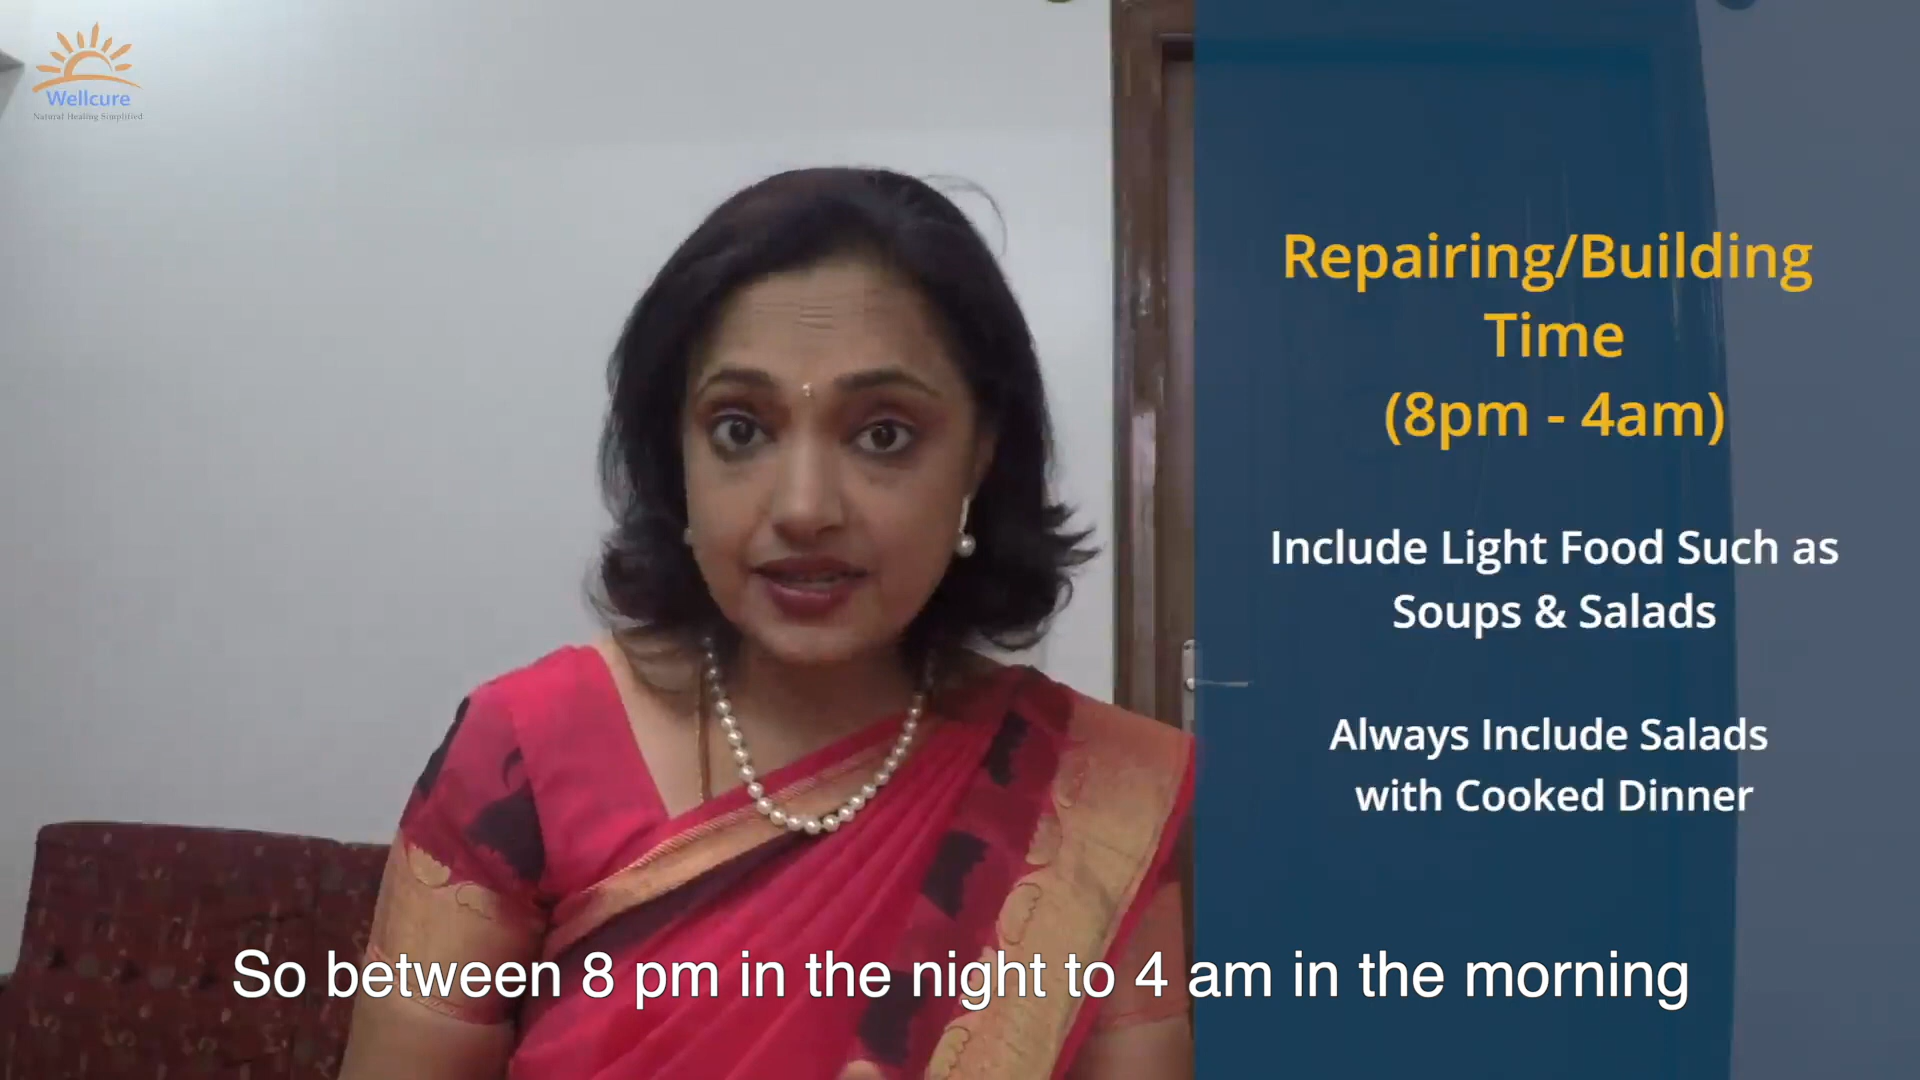 Wellcure
Natural Healing Simplified
Repairing/Building
Time
(8pm - 4am)
Include Light Food Such as
Soups & Salads
Always Include Salads
with Cooked Dinner
So between 8 pm in the night to 4 am in the morning